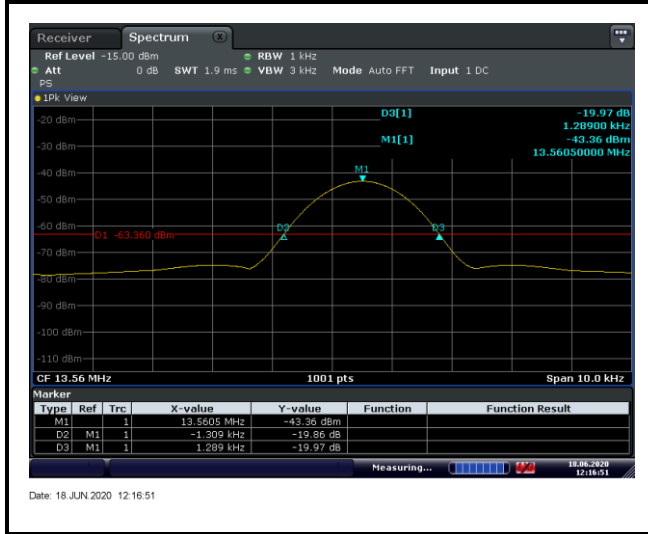 Receiver Spectrum
Ref Level -15.00 dBm RBW 1 kHz
Att 0 dB SWT 1.9 ms VBW 3 kHz Mode Auto FFT Input 1 DC
PS
1Pk View
D3[1] -19.97 dB
1.28900 kHz
M1[1] -43.36 dBm
13.56050000 MHz
-20 dBm
-30 dBm
-40 dBm
M1
-50 dBm
-60 dBm
D2 D3
D1 -63.360 dBm
-70 dBm
-80 dBm
-90 dBm
-100 dBm
-110 dBm
CF 13.56 MHz 1001 pts Span 10.0 kHz
Marker
Type Ref Trc X-value Y-value Function Function Result
M1 1 13.5605 MHz -43.36 dBm
D2 M1 1 -1.309 kHz -19.86 dB
D3 M1 1 1.289 kHz -19.97 dB
Measuring... 18.06.2020
12:16:51
Date: 18.JUN.2020 12:16:51